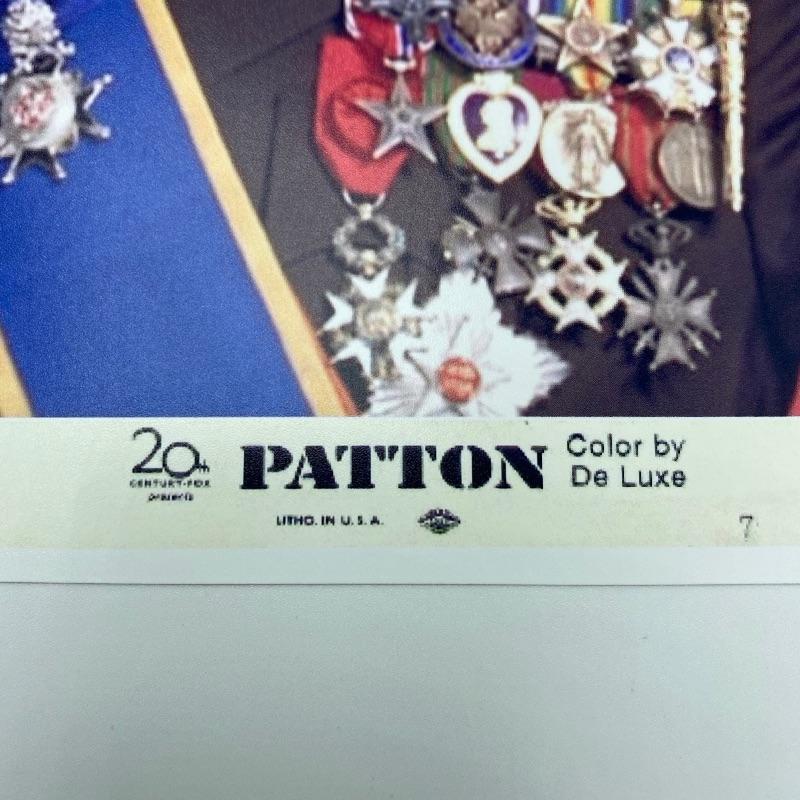 20th
CENTURY-FOX
presents
PATTON
Color by
De Luxe
LITHO. IN U. S. A.
7